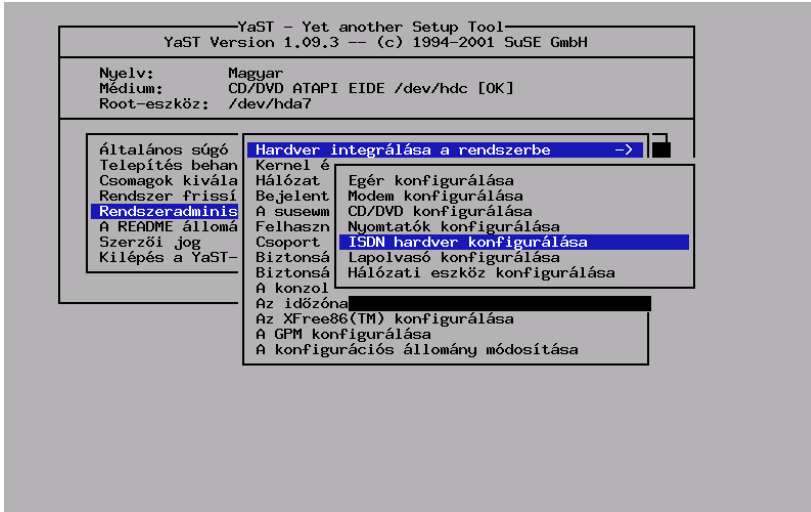 YaST - Yet another Setup Tool
YaST Version 1.09.3 -- (c) 1994-2001 SuSE GmbH
Nyelv: Magyar
Médium: CD/DVD ATAPI EIDE /dev/hdc [OK]
Root-eszköz: /dev/hda7
Általános súgó
Telepítés behan
Csomagok kivála
Rendszer frissí
Rendszeradminis
A README állomá
Szerzői jog
Kilépés a YaST-
Hardver integrálása a rendszerbe ->
Kernel é
Hálózat
Bejelent
A susewm
Felhaszn
Csoport
Biztonsá
Biztonsá
A konzol
Az időzóna
Az XFree86(TM) konfigurálása
A GPM konfigurálása
A konfigurációs állomány módosítása
Egér konfigurálása
Modem konfigurálása
CD/DVD konfigurálása
Nyomtatók konfigurálása
ISDN hardver konfigurálása
Lapolvasó konfigurálása
Hálózati eszköz konfigurálása